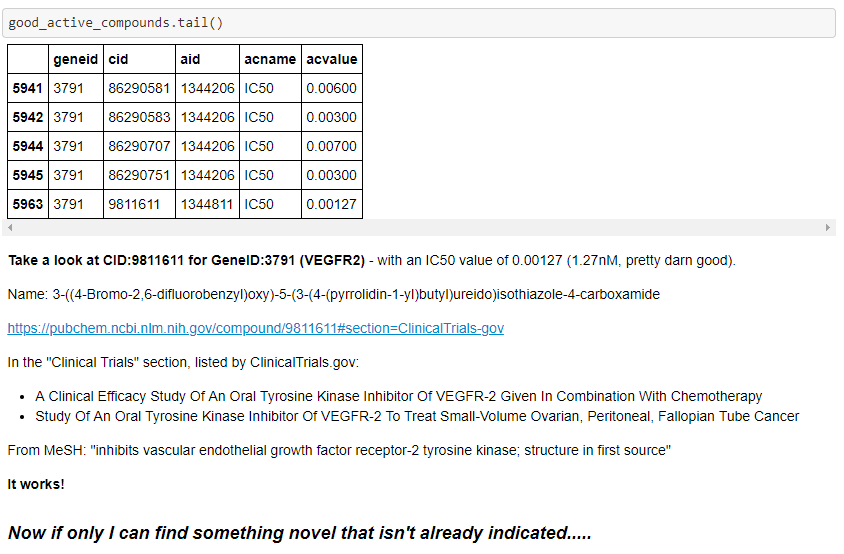 good_active_compounds.tail()
geneid cid aid acname acvalue
5941 3791 86290581 1344206 IC50 0.00600
5942 3791 86290583 1344206 IC50 0.00300
5944 3791 86290707 1344206 IC50 0.00700
5945 3791 86290751 1344206 IC50 0.00300
5963 3791 9811611 1344811 IC50 0.00127
Take a look at CID:9811611 for GeneID:3791 (VEGFR2) - with an IC50 value of 0.00127 (1.27nM, pretty darn good).
Name: 3-((4-Bromo-2,6-difluorobenzyl)oxy)-5-(3-(4-(pyrrolidin-1-yl)butyl)ureido)isothiazole-4-carboxamide
https://pubchem.ncbi.nlm.nih.gov/compound/9811611#section=ClinicalTrials-gov
In the "Clinical Trials" section, listed by ClinicalTrials.gov:
• A Clinical Efficacy Study Of An Oral Tyrosine Kinase Inhibitor Of VEGFR-2 Given In Combination With Chemotherapy
• Study Of An Oral Tyrosine Kinase Inhibitor Of VEGFR-2 To Treat Small-Volume Ovarian, Peritoneal, Fallopian Tube Cancer
From MeSH: "inhibits vascular endothelial growth factor receptor-2 tyrosine kinase; structure in first source"
It works!
Now if only I can find something novel that isn't already indicated.....